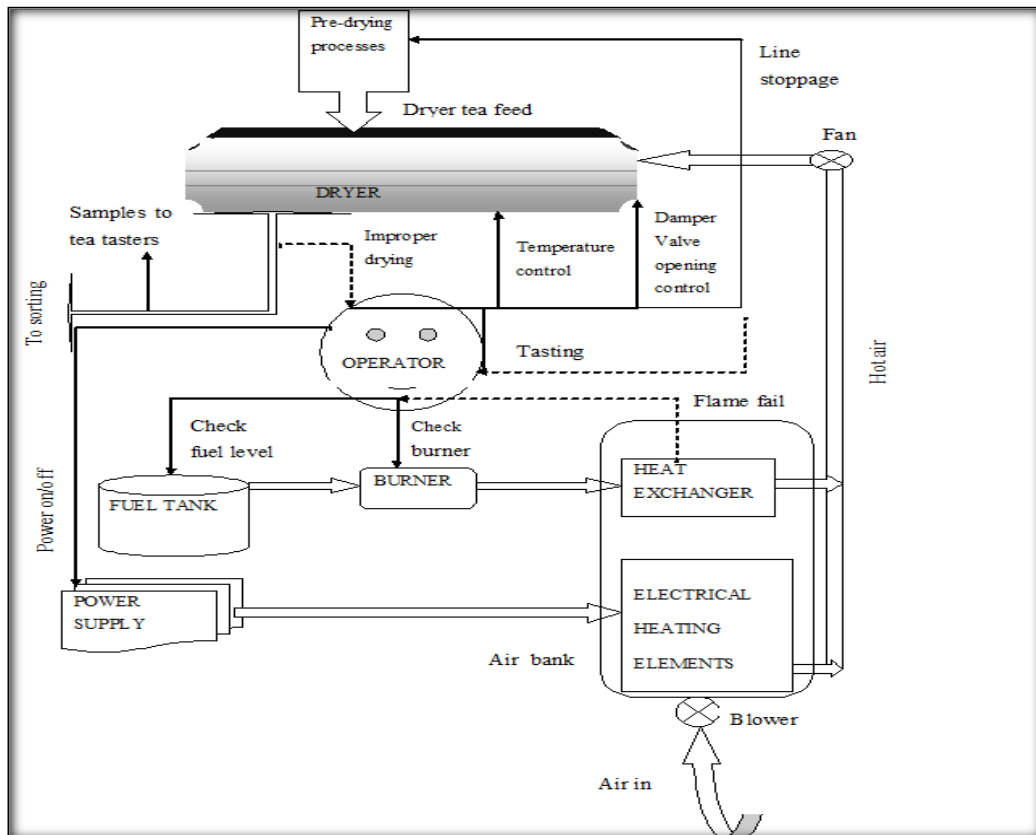 Pre-drying
processes
Line
stoppage
Dryer tea feed
Fan
DRYER
Samples to
tea tasters
Improper
drying
Temperature
control
Damper
Valve
opening
control
To sorting
OPERATOR
Tasting
Hot air
Flame fail
Check
fuel level
Check
burner
HEAT
EXCHANGER
BURNER
FUEL TANK
Power on/off
POWER
SUPPLY
ELECTRICAL
HEATING
ELEMENTS
Air bank
Blower
Air in